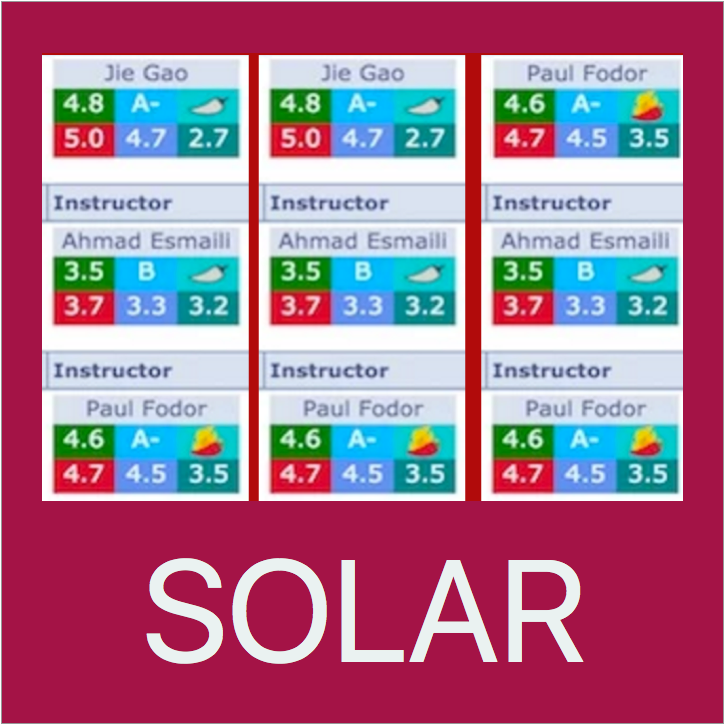 Jie Gao Jie Gao Paul Fodor
4.8 A- 4.8 A- 4.6 A-
5.0 4.7 2.7 5.0 4.7 2.7 4.7 4.5 3.5
Instructor Instructor Instructor
Ahmad Esmaili Ahmad Esmaili Ahmad Esmaili
3.5 B 3.5 B 3.5 B
3.7 3.3 3.2 3.7 3.3 3.2 3.7 3.3 3.2
Instructor Instructor Instructor
Paul Fodor Paul Fodor Paul Fodor
4.6 A- 4.6 A- 4.6 A-
4.7 4.5 3.5 4.7 4.5 3.5 4.7 4.5 3.5
SOLAR